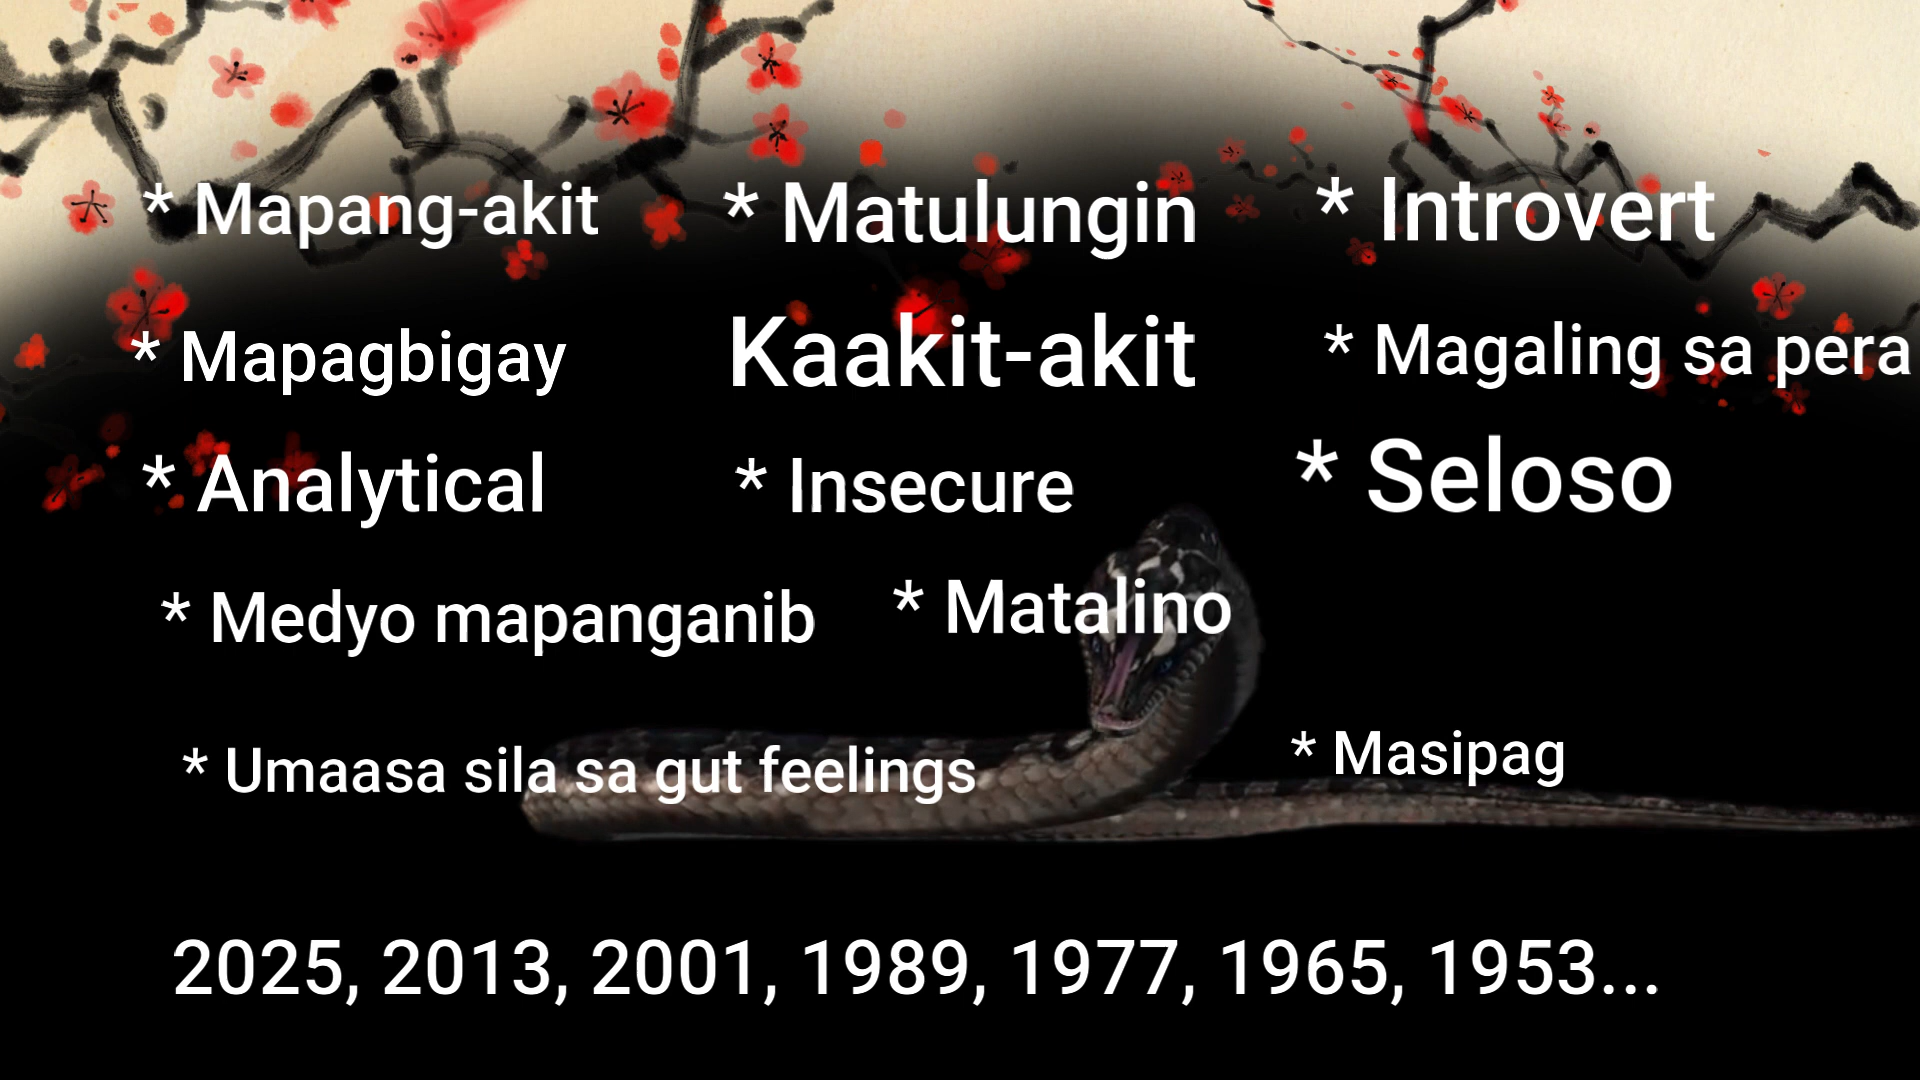 * Mapang-akit * Matulungin * Introvert
* Mapagbigay Kaakit-akit * Magaling sa pera
* Analytical * Insecure * Seloso
* Medyo mapanganib * Matalino
* Umaasa sila sa gut feelings * Masipag
2025, 2013, 2001, 1989, 1977, 1965, 1953...